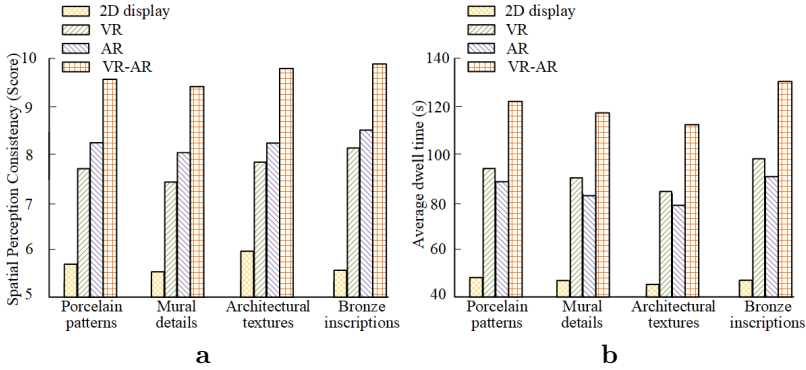 2D display
VR
AR
VR-AR
Spatial Perception Consistency (Score)
10
9
8
7
6
5
Porcelain patterns
Mural details
Architectural textures
Bronze inscriptions
a
2D display
VR
AR
VR-AR
Average dwell time (s)
140
120
100
80
60
40
Porcelain patterns
Mural details
Architectural textures
Bronze inscriptions
b